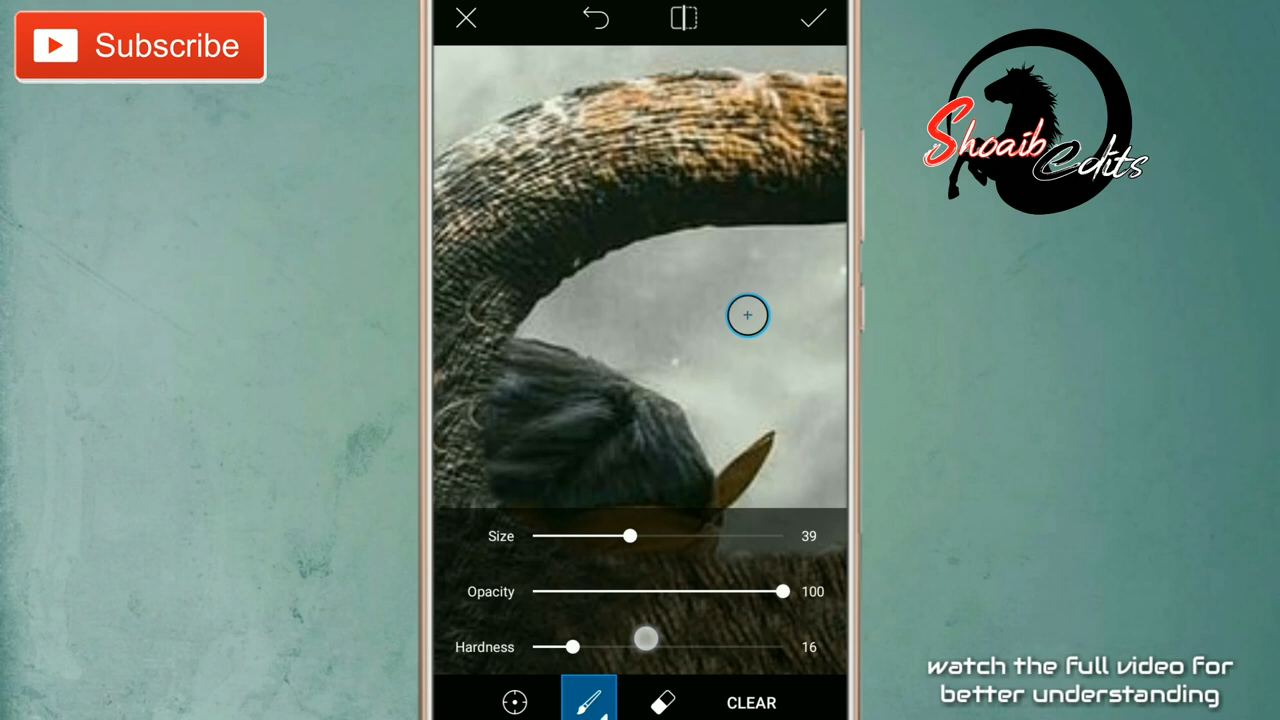 Subscribe
Shoaib
Edits
Size 39
Opacity 100
Hardness 16
CLEAR
watch the full video for
better understanding